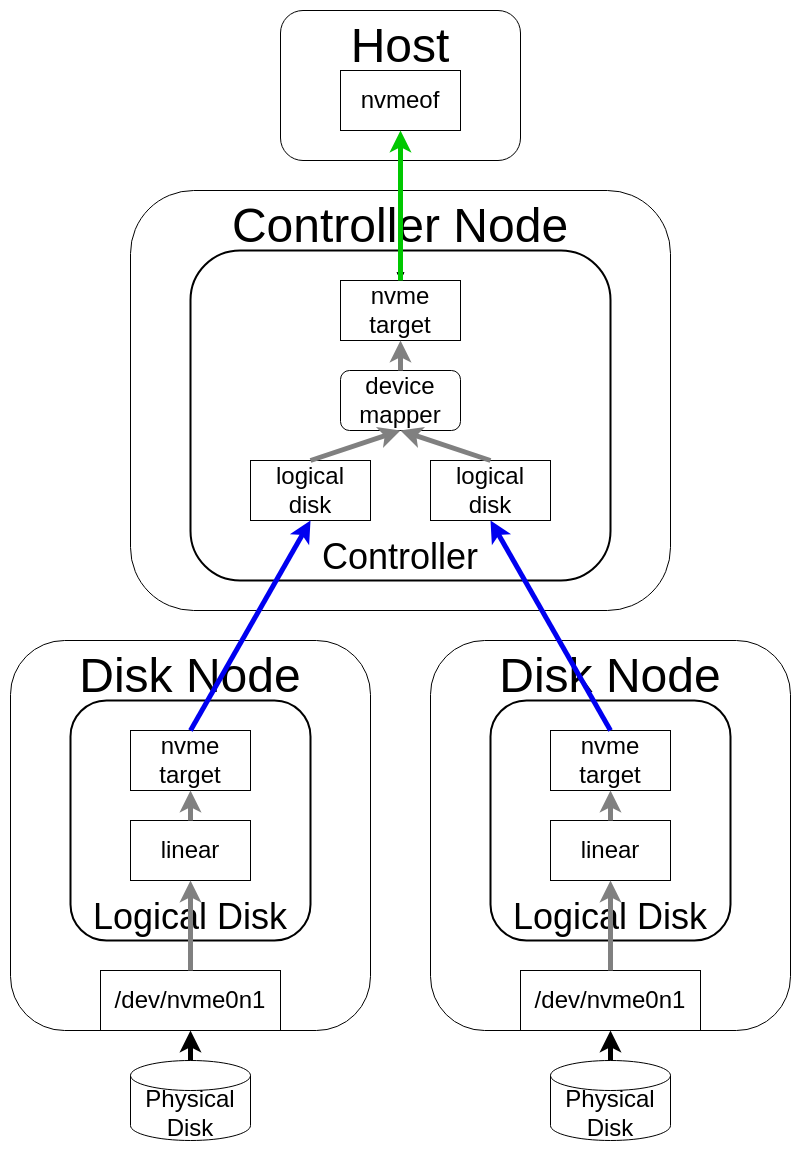 Host
nvmeof
Controller Node
nvme
target
device
mapper
logical
disk
logical
disk
Controller
Disk Node
nvme
target
linear
Logical Disk
/dev/nvme0n1
Physical
Disk
Disk Node
nvme
target
linear
Logical Disk
/dev/nvme0n1
Physical
Disk